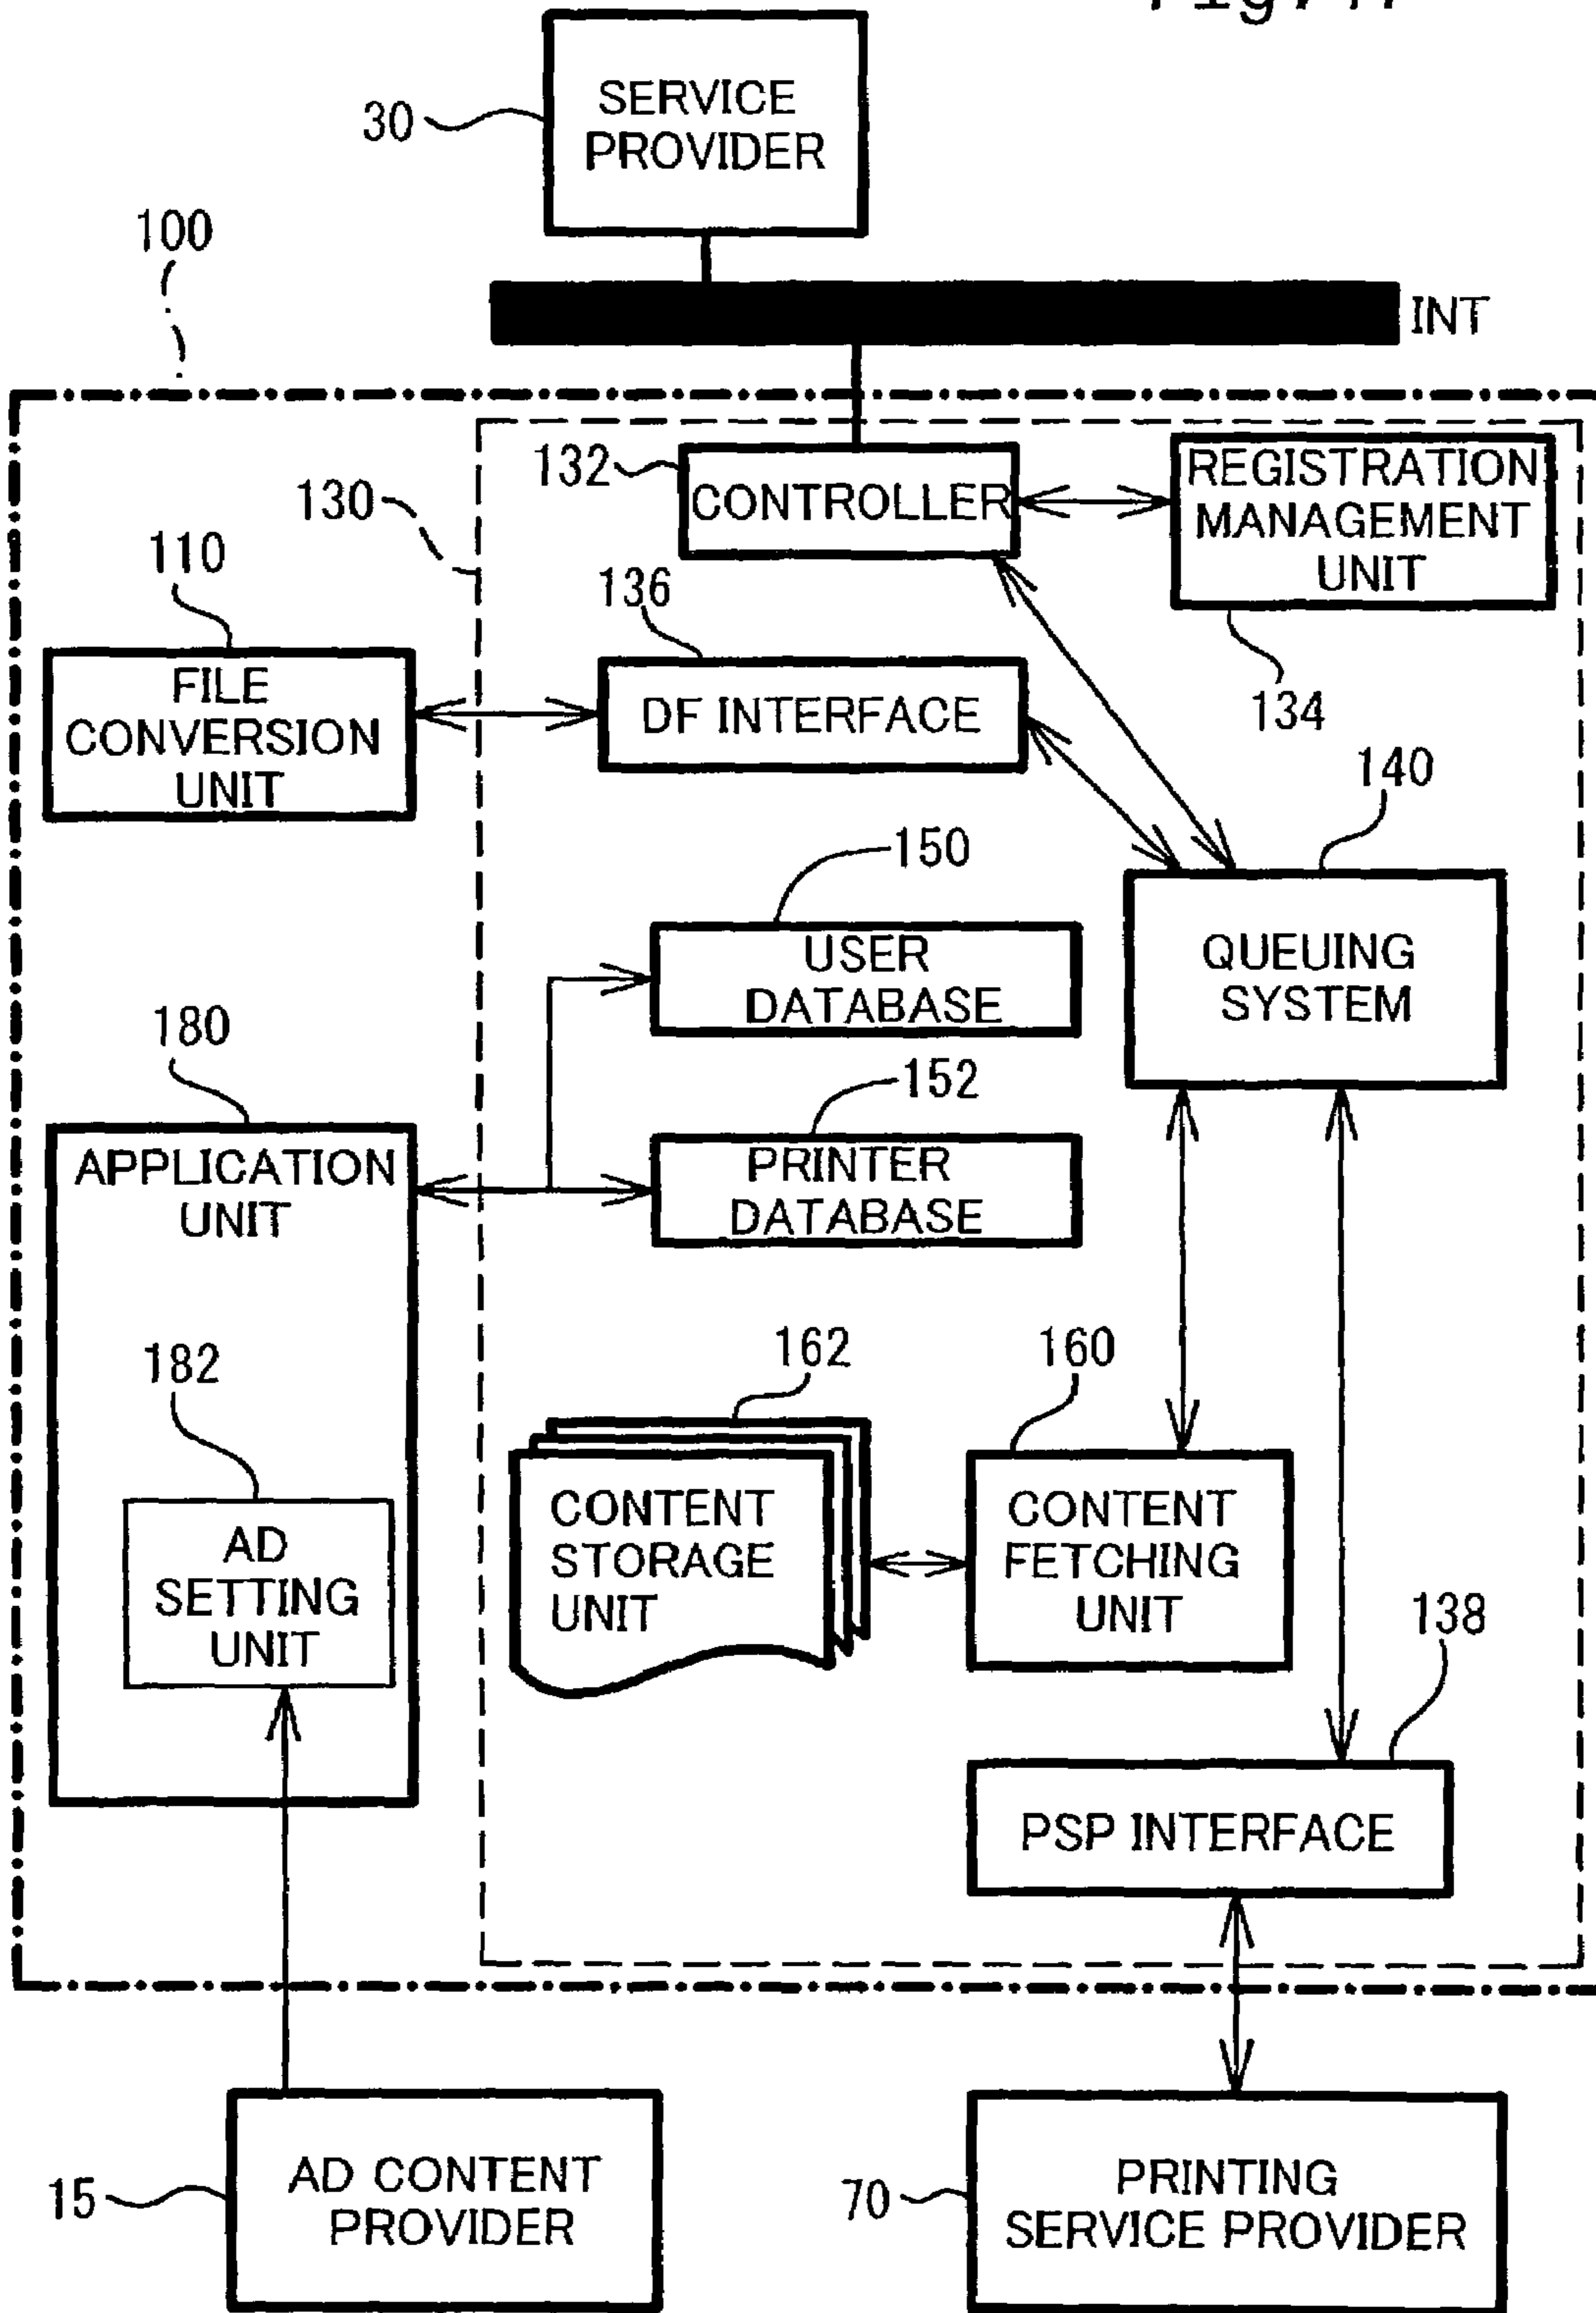 SERVICE
PROVIDER
30
100
INT
132
CONTROLLER
REGISTRATION
MANAGEMENT
UNIT
130
110
136
134
FILE
CONVERSION
UNIT
DF INTERFACE
140
150
USER
DATABASE
QUEUING
SYSTEM
180
152
APPLICATION
UNIT
PRINTER
DATABASE
182
162
160
AD
SETTING
UNIT
CONTENT
STORAGE
UNIT
CONTENT
FETCHING
UNIT
138
PSP INTERFACE
15
AD CONTENT
PROVIDER
70
PRINTING
SERVICE PROVIDER